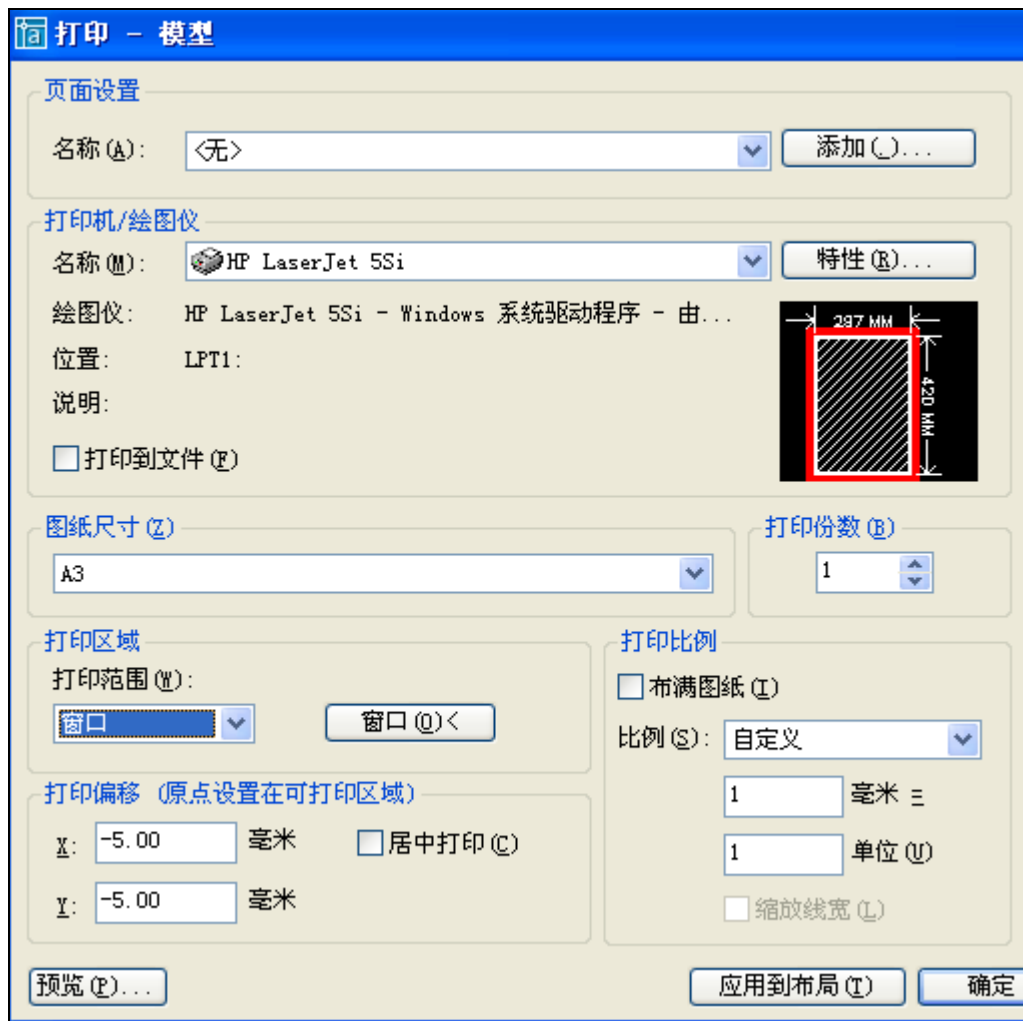 打印 - 模型
页面设置
名称(A): <无> 添加(_)...
打印机/绘图仪
名称(M): HP LaserJet 5Si 特性(R)...
绘图仪: HP LaserJet 5Si - Windows 系统驱动程序 - 由...
位置: LPT1:
说明:
297 MM
420 MM
打印到文件(F)
图纸尺寸(Z) 打印份数(B)
A3 1
打印区域 打印比例
打印范围(W): 布满图纸(I)
窗口 窗口(O)< 比例(S): 自定义
打印偏移 (原点设置在可打印区域) 1 毫米 =
X: -5.00 毫米 居中打印(C) 1 单位(U)
Y: -5.00 毫米 缩放线宽(L)
预览(P)... 应用到布局(T) 确定